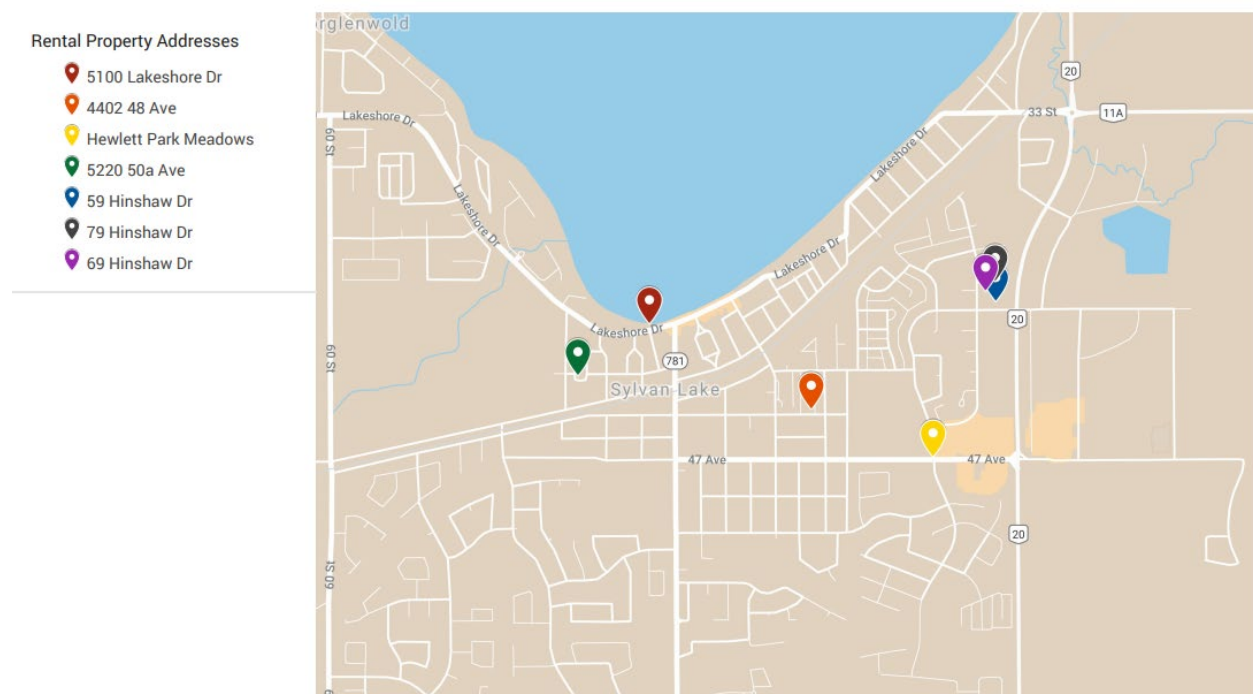 Rental Property Addresses
5100 Lakeshore Dr
4402 48 Ave
Hewlett Park Meadows
5220 50a Ave
59 Hinshaw Dr
79 Hinshaw Dr
69 Hinshaw Dr
orglenwold
20
Lakeshore Dr
33 St
11A
60 St
Lakeshore Dr
Lakeshore Dr
Lakeshore Dr
Lakeshore Dr
20
60 St
781
Sylvan Lake
47 Ave
47 Ave
20
60 St